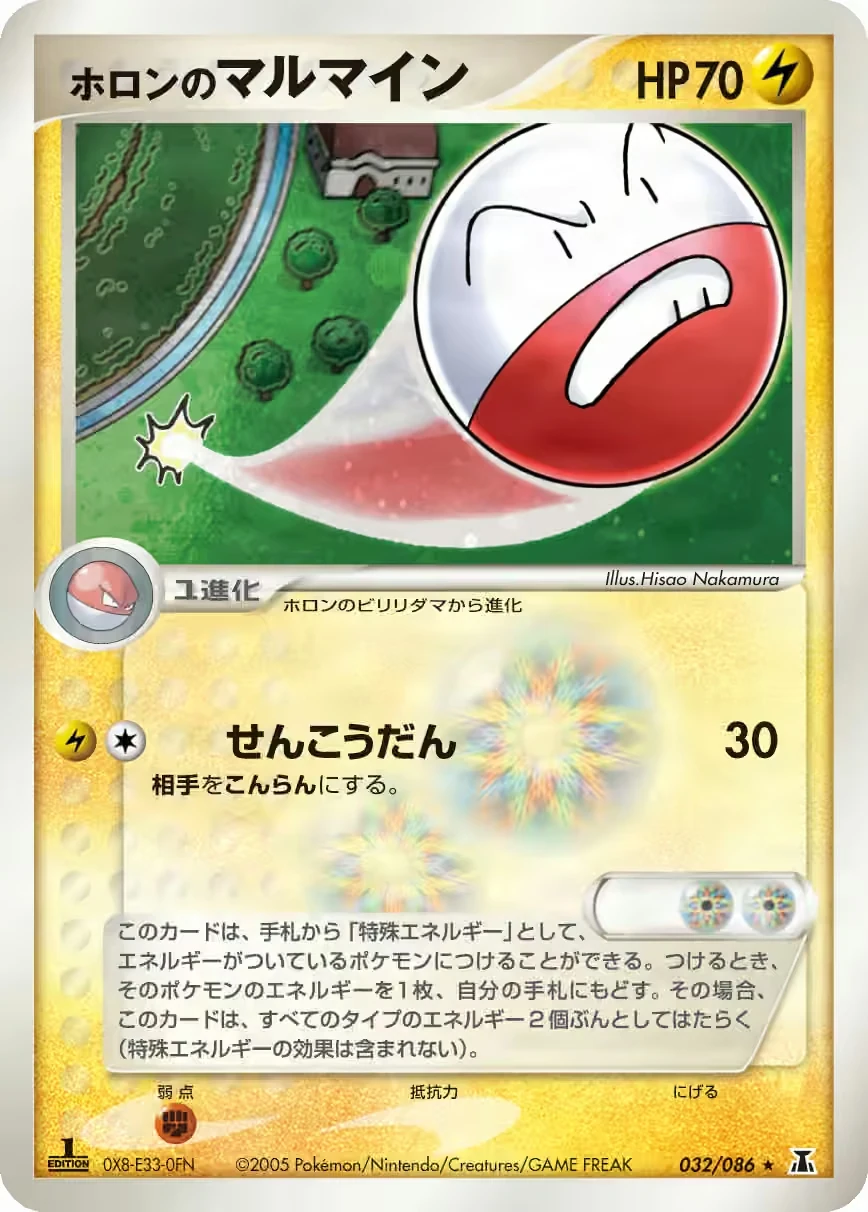 ホロンのマルマイン HP70
Illus.Hisao Nakamura
1進化
ホロンのビリリダマから進化
せんこうだん 30
相手をこんらんにする。
このカードは、手札から「特殊エネルギー」として、
エネルギーがついているポケモンにつけることができる。つけるとき、
そのポケモンのエネルギーを1枚、自分の手札にもどす。その場合、
このカードは、すべてのタイプのエネルギー2個ぶんとしてはたらく
(特殊エネルギーの効果は含まれない)。
弱点 抵抗力 にげる
1
EDITION 0X8-E33-0FN ©2005 Pokémon/Nintendo/Creatures/GAME FREAK 032/086 ★